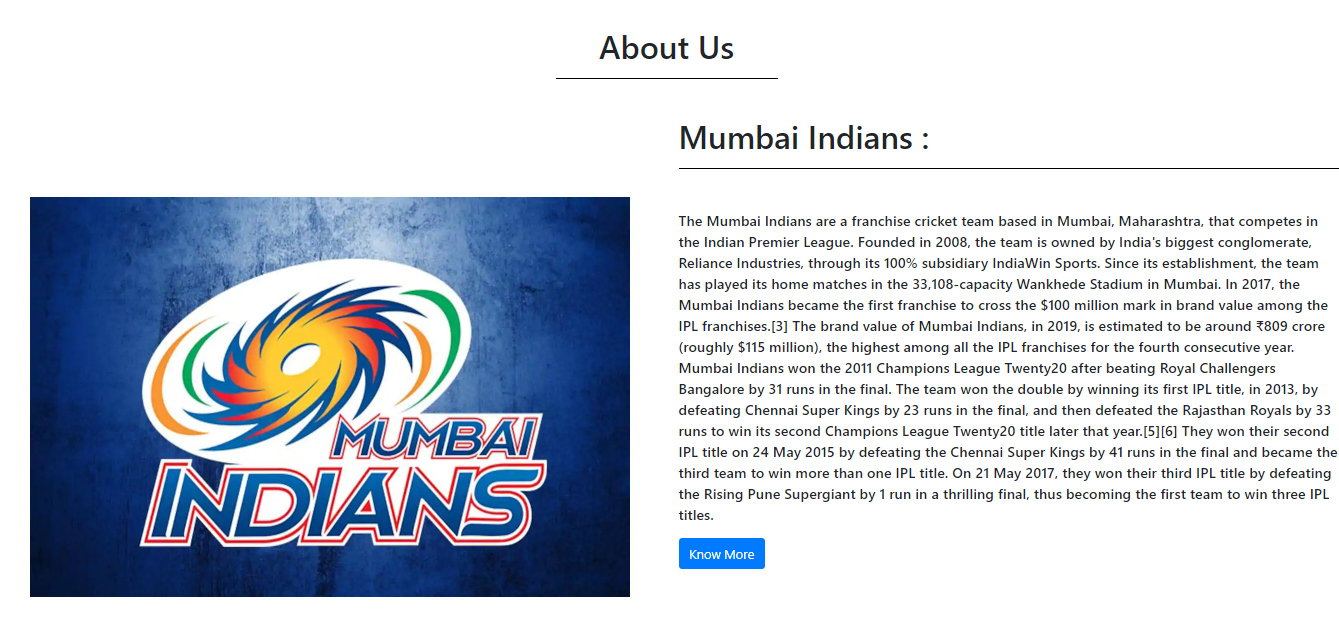 About Us
Mumbai Indians :
MUMBAI
INDIANS
The Mumbai Indians are a franchise cricket team based in Mumbai, Maharashtra, that competes in
the Indian Premier League. Founded in 2008, the team is owned by India's biggest conglomerate,
Reliance Industries, through its 100% subsidiary IndiaWin Sports. Since its establishment, the team
has played its home matches in the 33,108-capacity Wankhede Stadium in Mumbai. In 2017, the
Mumbai Indians became the first franchise to cross the $100 million mark in brand value among the
IPL franchises.[3] The brand value of Mumbai Indians, in 2019, is estimated to be around ₹809 crore
(roughly $115 million), the highest among all the IPL franchises for the fourth consecutive year.
Mumbai Indians won the 2011 Champions League Twenty20 after beating Royal Challengers
Bangalore by 31 runs in the final. The team won the double by winning its first IPL title, in 2013, by
defeating Chennai Super Kings by 23 runs in the final, and then defeated the Rajasthan Royals by 33
runs to win its second Champions League Twenty20 title later that year.[5][6] They won their second
IPL title on 24 May 2015 by defeating the Chennai Super Kings by 41 runs in the final and became the
third team to win more than one IPL title. On 21 May 2017, they won their third IPL title by defeating
the Rising Pune Supergiant by 1 run in a thrilling final, thus becoming the first team to win three IPL
titles.
Know More